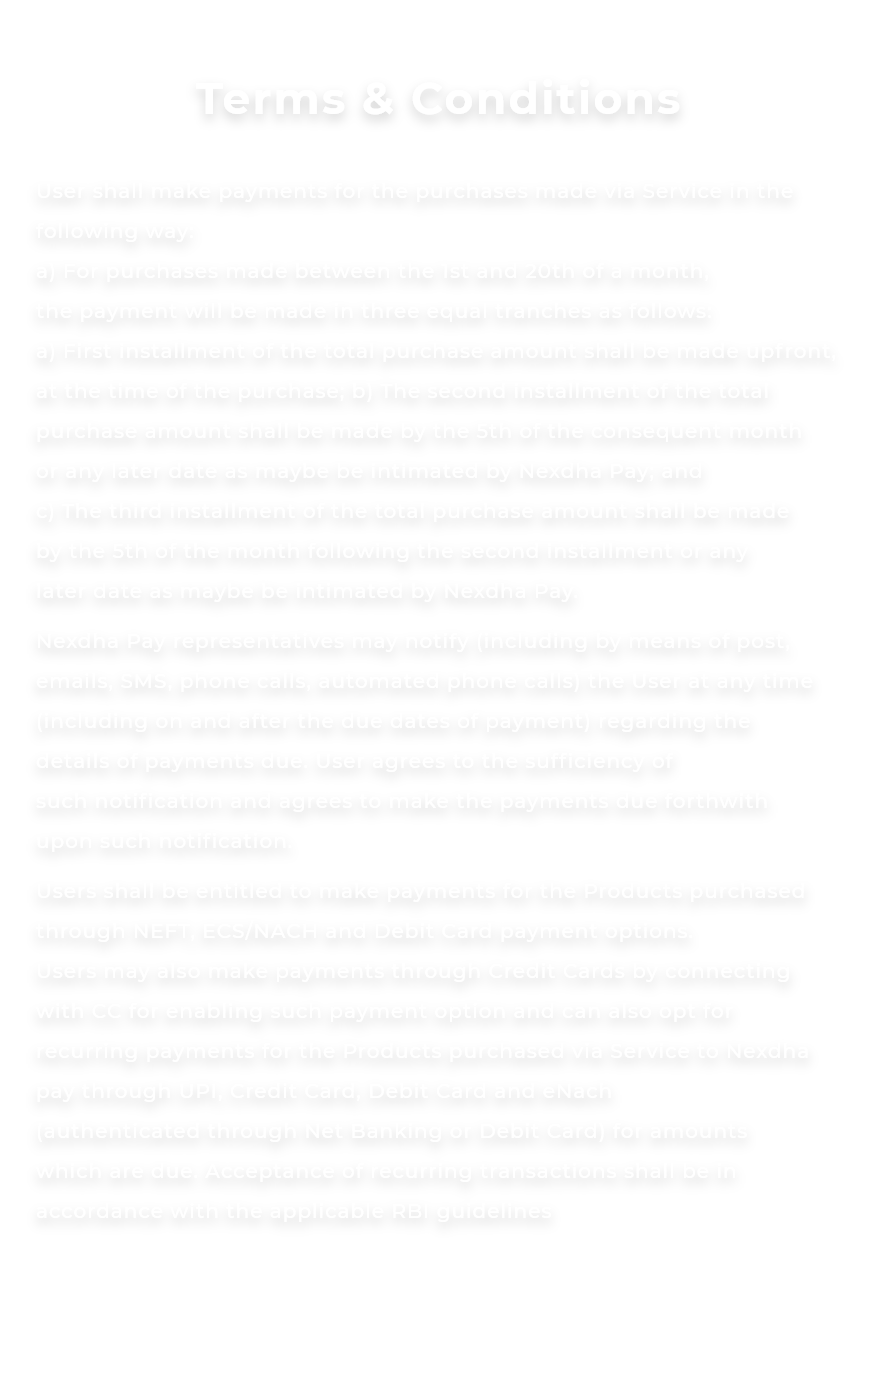 Terms & Conditions
User shall make payments for the purchases made via Service in the
following way:
a) For purchases made between the 1st and 20th of a month,
the payment will be made in three equal tranches as follows:
a) First installment of the total purchase amount shall be made upfront,
at the time of the purchase; b) The second installment of the total
purchase amount shall be made by the 5th of the consequent month
or any later date as maybe be intimated by Nexdha Pay; and
c) The third installment of the total purchase amount shall be made
by the 5th of the month following the second installment or any
later date as maybe be intimated by Nexdha Pay.
Nexdha Pay representatives may notify (including by means of post,
emails, SMS, phone calls, automated phone calls) the User at any time
(including on and after the due dates of payment) regarding the
details of payments due. User agrees to the sufficiency of
such notification and agrees to make the payments due forthwith
upon such notification.
Users shall be entitled to make payments for the Products purchased
through NEFT, ECS/NACH and Debit Card payment options.
Users may also make payments through Credit Cards by connecting
with CC for enabling such payment option and can also opt for
recurring payments for the Products purchased via Service to Nexdha
pay through UPI, Credit Card, Debit Card and eNach
(authenticated through Net Banking or Debit Card) for amounts
which are due. Acceptance of recurring transactions shall be in
accordance with the applicable RBI guidelines.